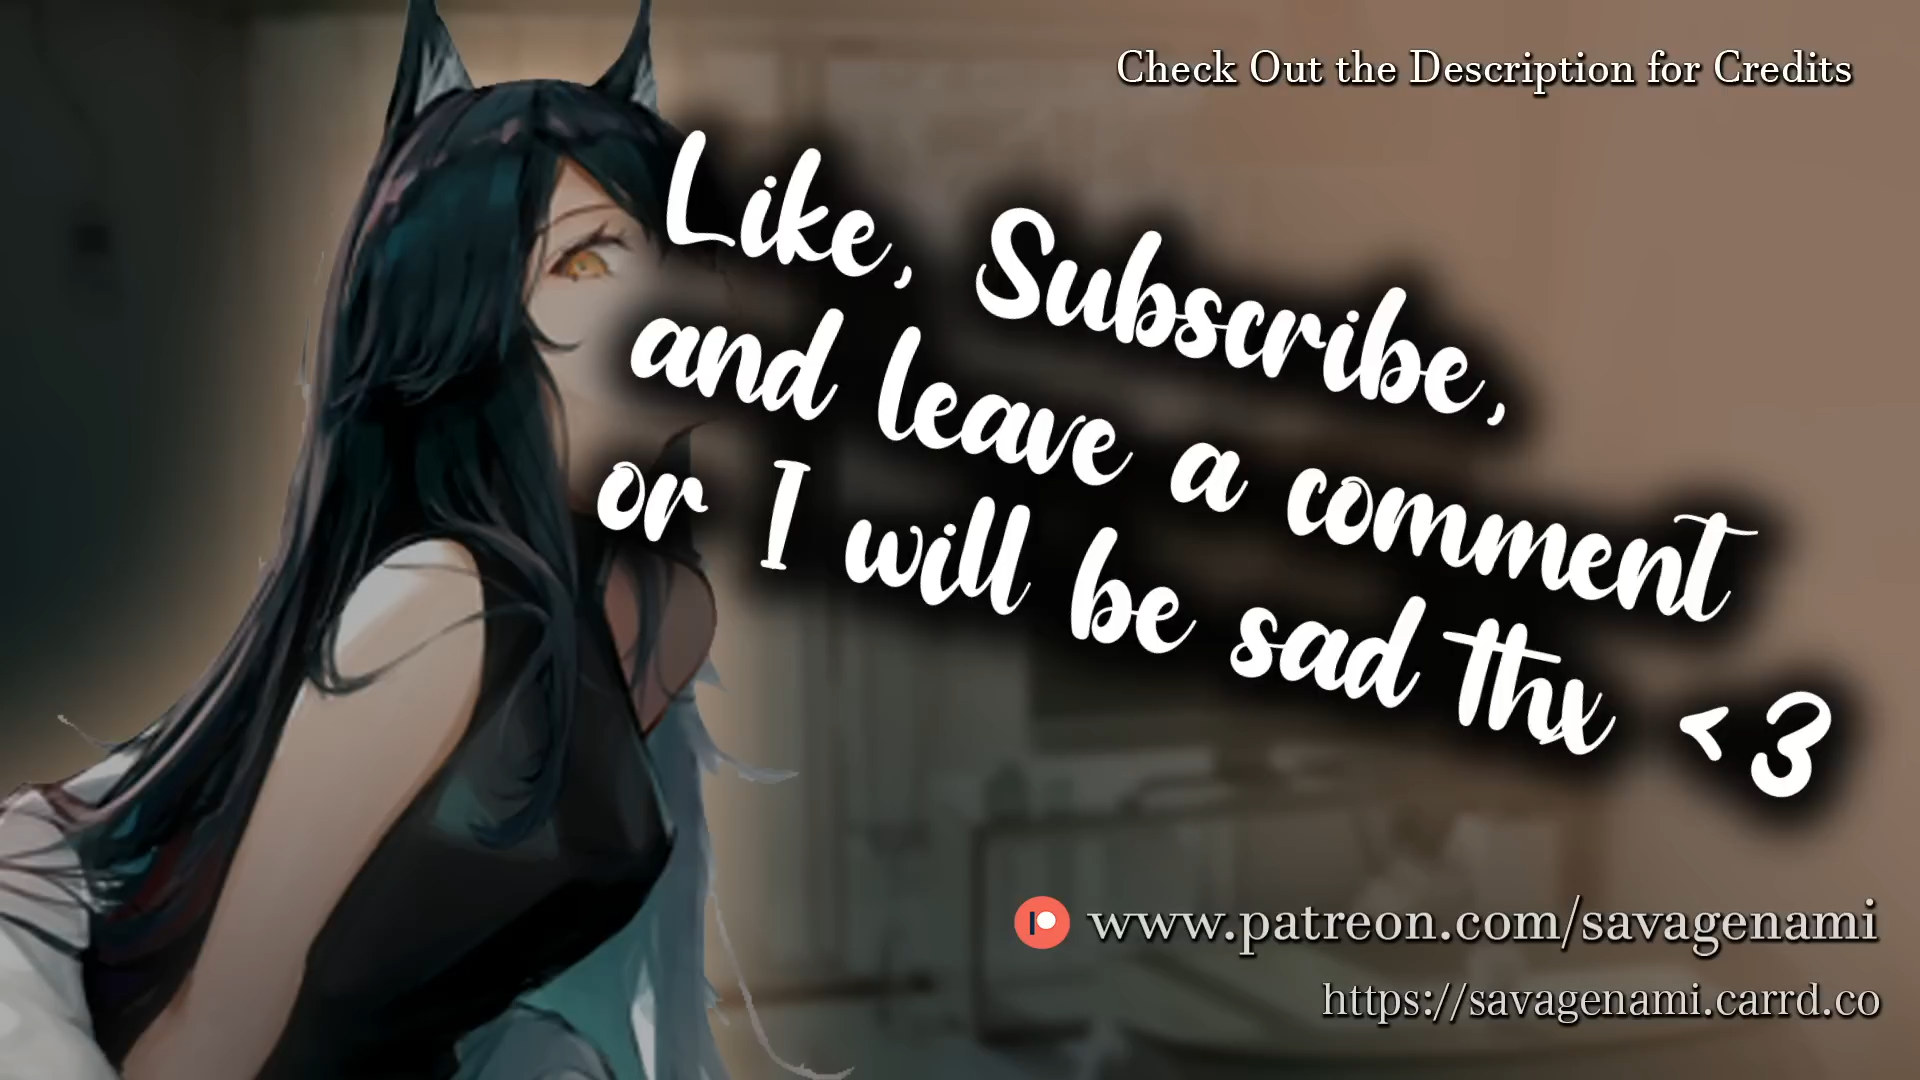 Check Out the Description for Credits
Like, Subscribe,
and leave a comment
or I will be sad thx <3
www.patreon.com/savagenami
https://savagenami.carrd.co